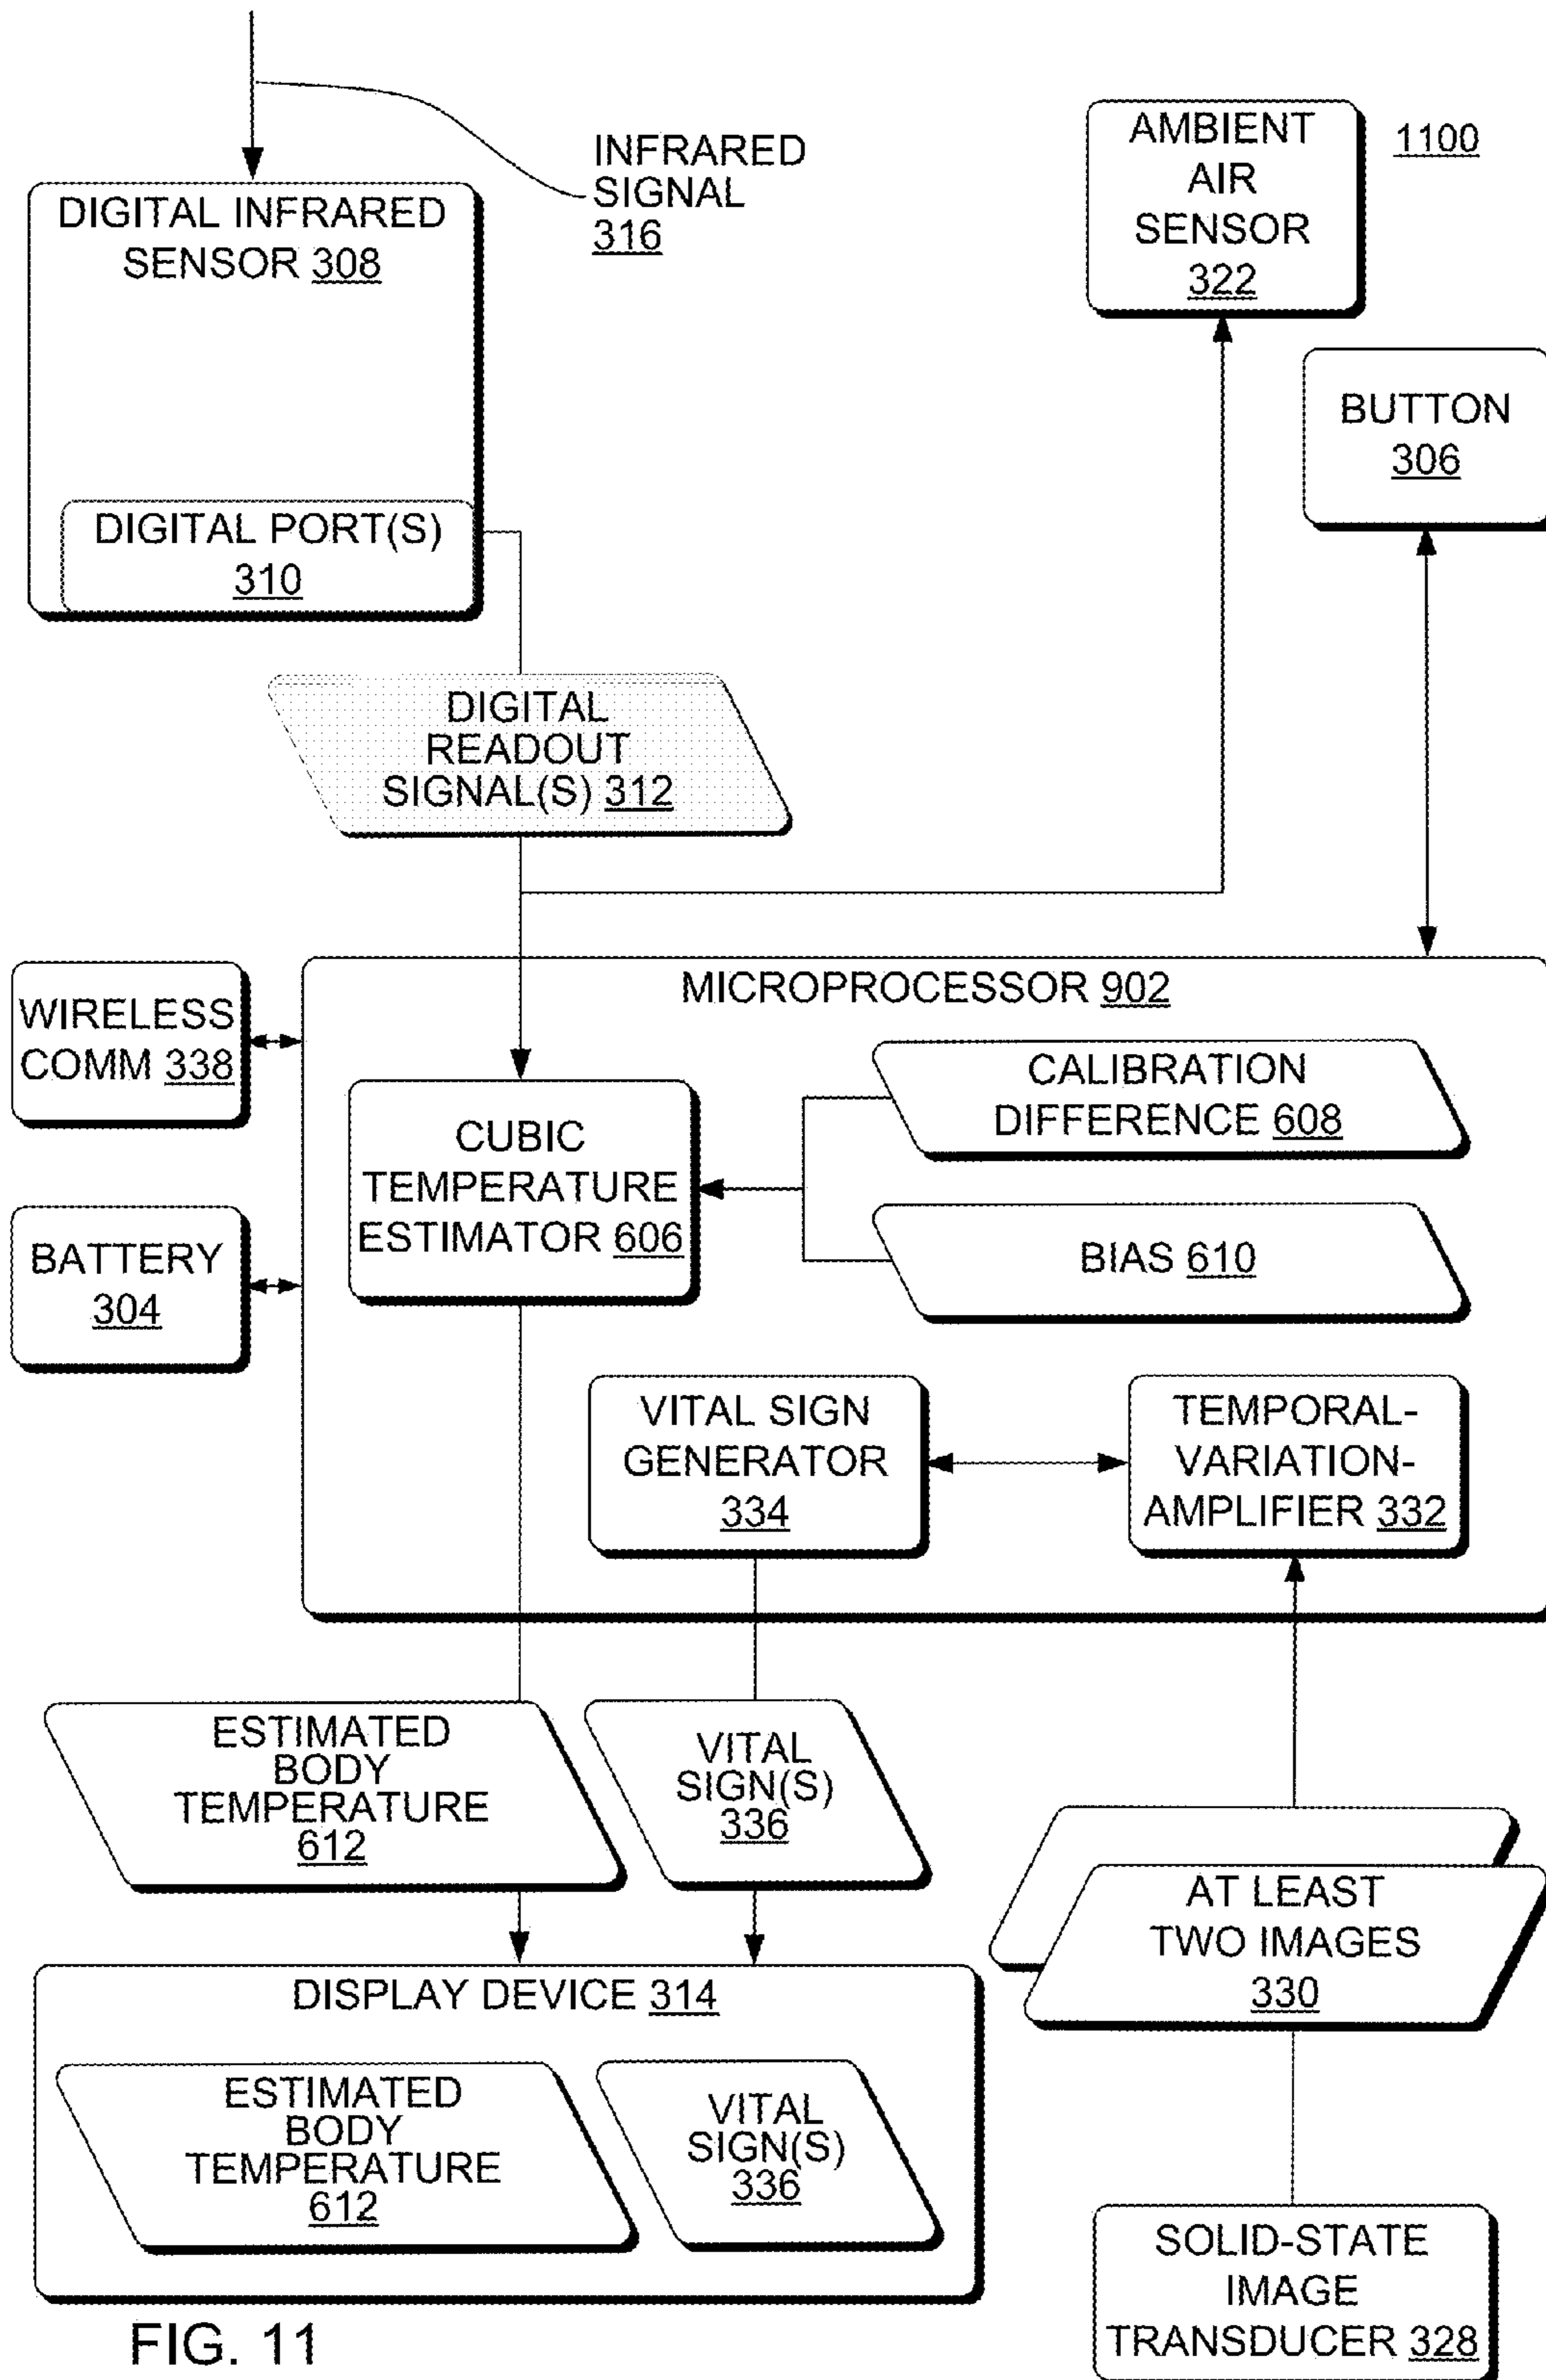 INFRARED
SIGNAL
316
AMBIENT
AIR
SENSOR
322
1100
DIGITAL INFRARED
SENSOR 308
BUTTON
306
DIGITAL PORT(S)
310
DIGITAL
READOUT
SIGNAL(S) 312
MICROPROCESSOR 902
WIRELESS
COMM 338
CALIBRATION
DIFFERENCE 608
CUBIC
TEMPERATURE
ESTIMATOR 606
BATTERY
304
BIAS 610
VITAL SIGN
GENERATOR
334
TEMPORAL-
VARIATION-
AMPLIFIER 332
ESTIMATED
BODY
TEMPERATURE
612
VITAL
SIGN(S)
336
AT LEAST
TWO IMAGES
330
DISPLAY DEVICE 314
ESTIMATED
BODY
TEMPERATURE
612
VITAL
SIGN(S)
336
SOLID-STATE
IMAGE
TRANSDUCER 328
FIG. 11